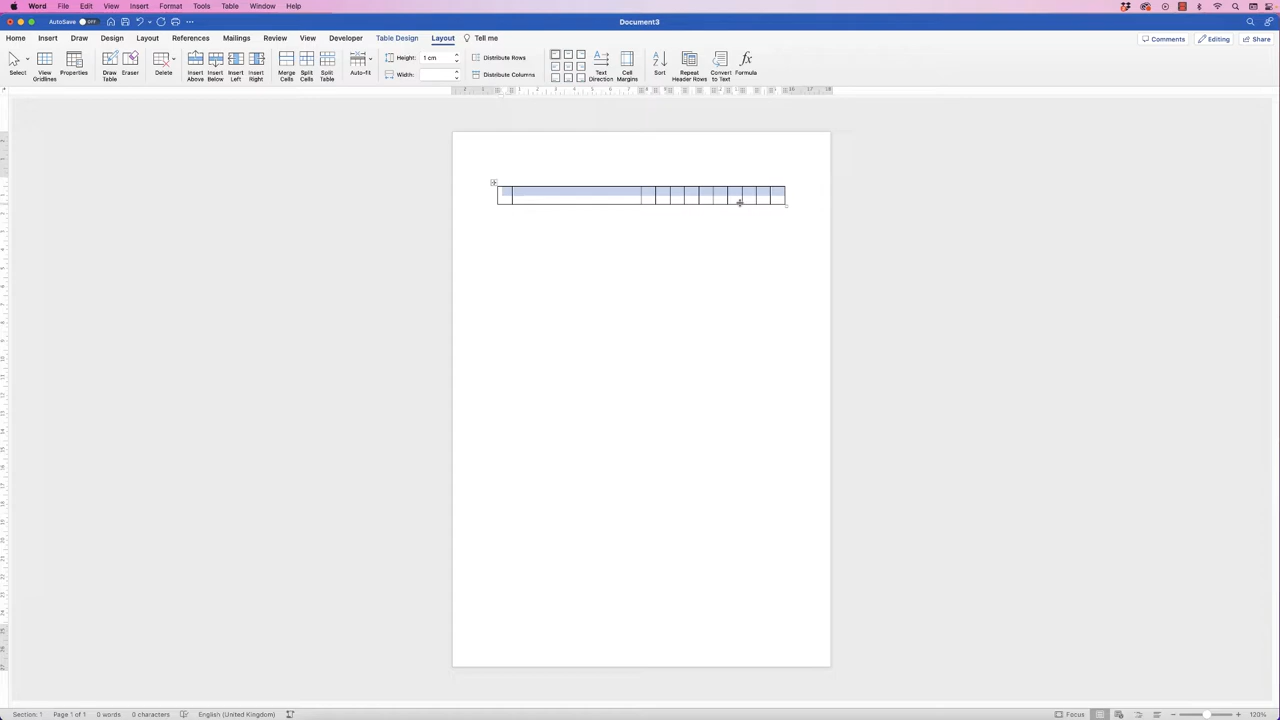 Word File Edit View Insert Format Tools Table Window Help
AutoSave OFF Document3
Home Insert Draw Design Layout References Mailings Review View Developer Table Design Layout Tell me Comments Editing Share
Select View Gridlines Properties Draw Table Eraser Delete Insert Above Insert Below Insert Left Insert Right Merge Cells Split Cells Split Table Auto-fit Height: 1 cm Width: Distribute Rows Distribute Columns Text Direction Cell Margins Sort Repeat Header Rows Convert to Text Formula
Section: 1 Page 1 of 1 0 words 0 characters English (United Kingdom) Focus 120%